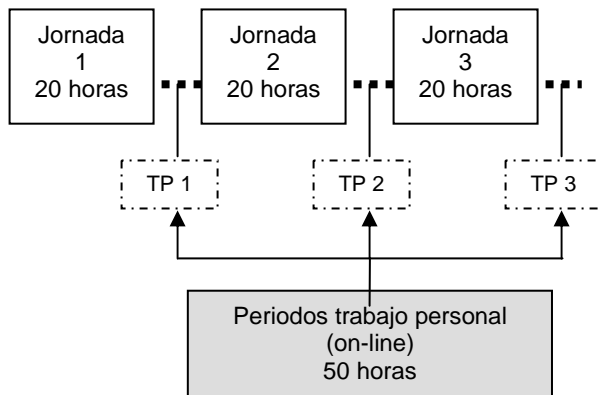 Jornada
1
20 horas
Jornada
2
20 horas
Jornada
3
20 horas
TP 1
TP 2
TP 3
Periodos trabajo personal
(on-line)
50 horas